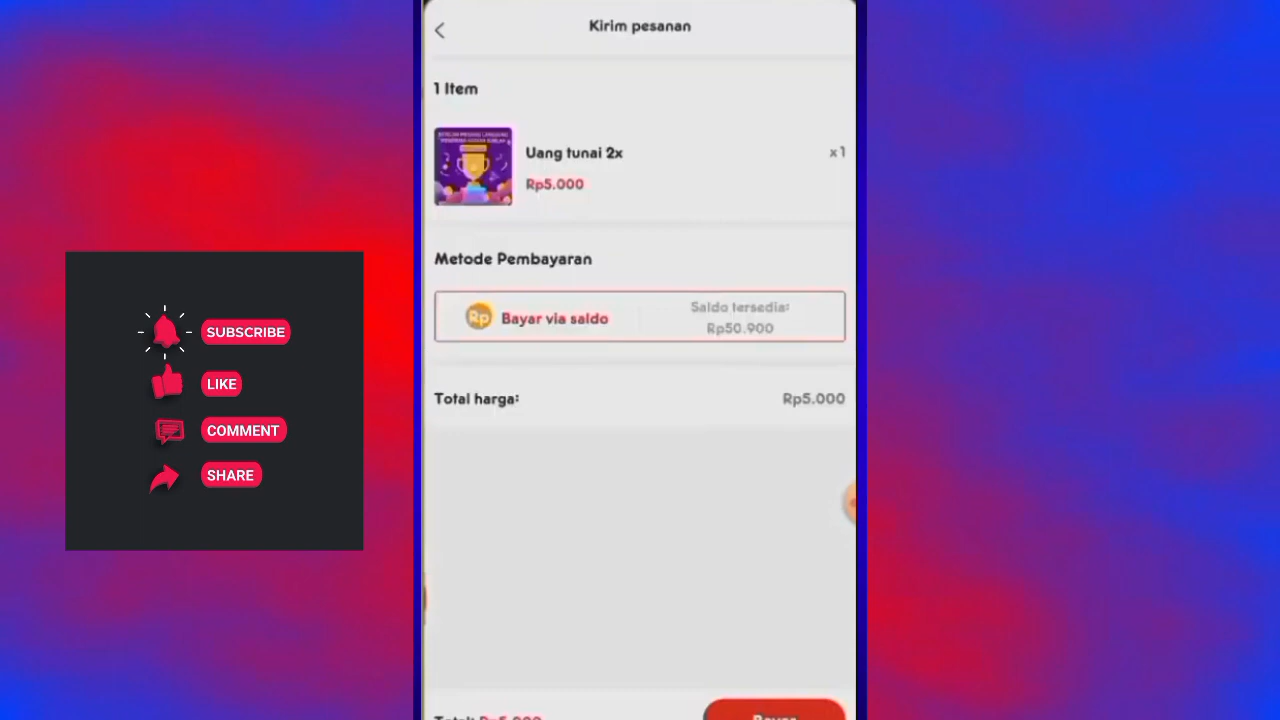 Kirim pesanan
1 Item
Uang tunai 2x
x1
Rp5.000
Metode Pembayaran
Rp
Bayar via saldo
Saldo tersedia:
Rp50.900
Total harga:
Rp5.000
SUBSCRIBE
LIKE
COMMENT
SHARE